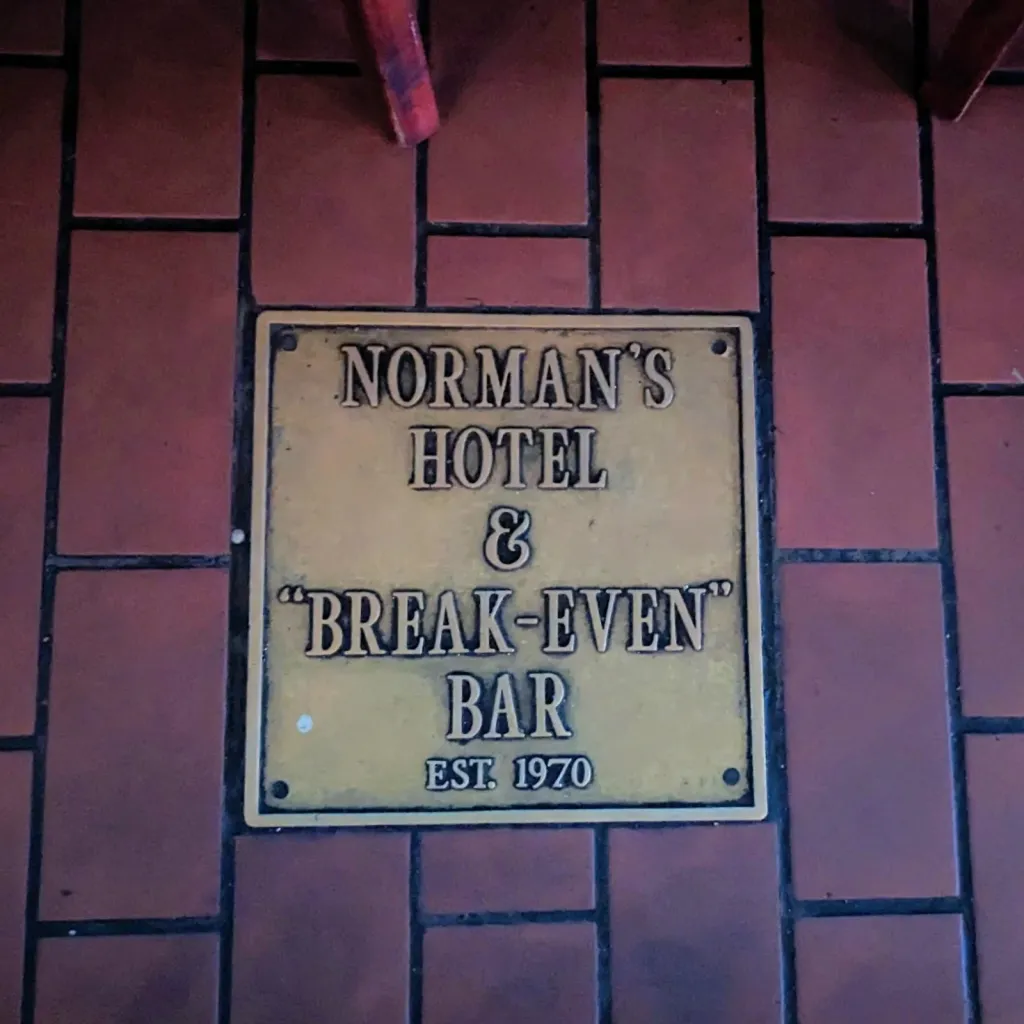 NORMAN'S
HOTEL
&
“BREAK-EVEN”
BAR
EST. 1970